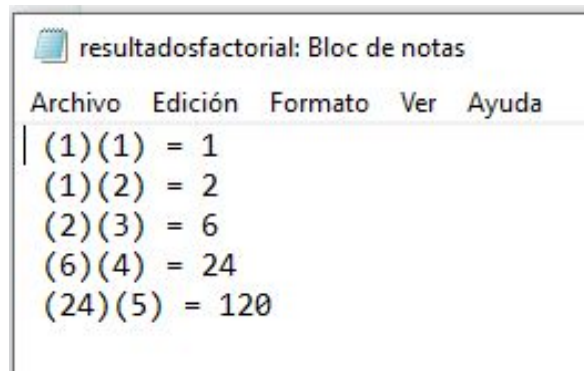 resultadosfactorial: Bloc de notas
Archivo Edición Formato Ver Ayuda
(1)(1) = 1
(1)(2) = 2
(2)(3) = 6
(6)(4) = 24
(24)(5) = 120